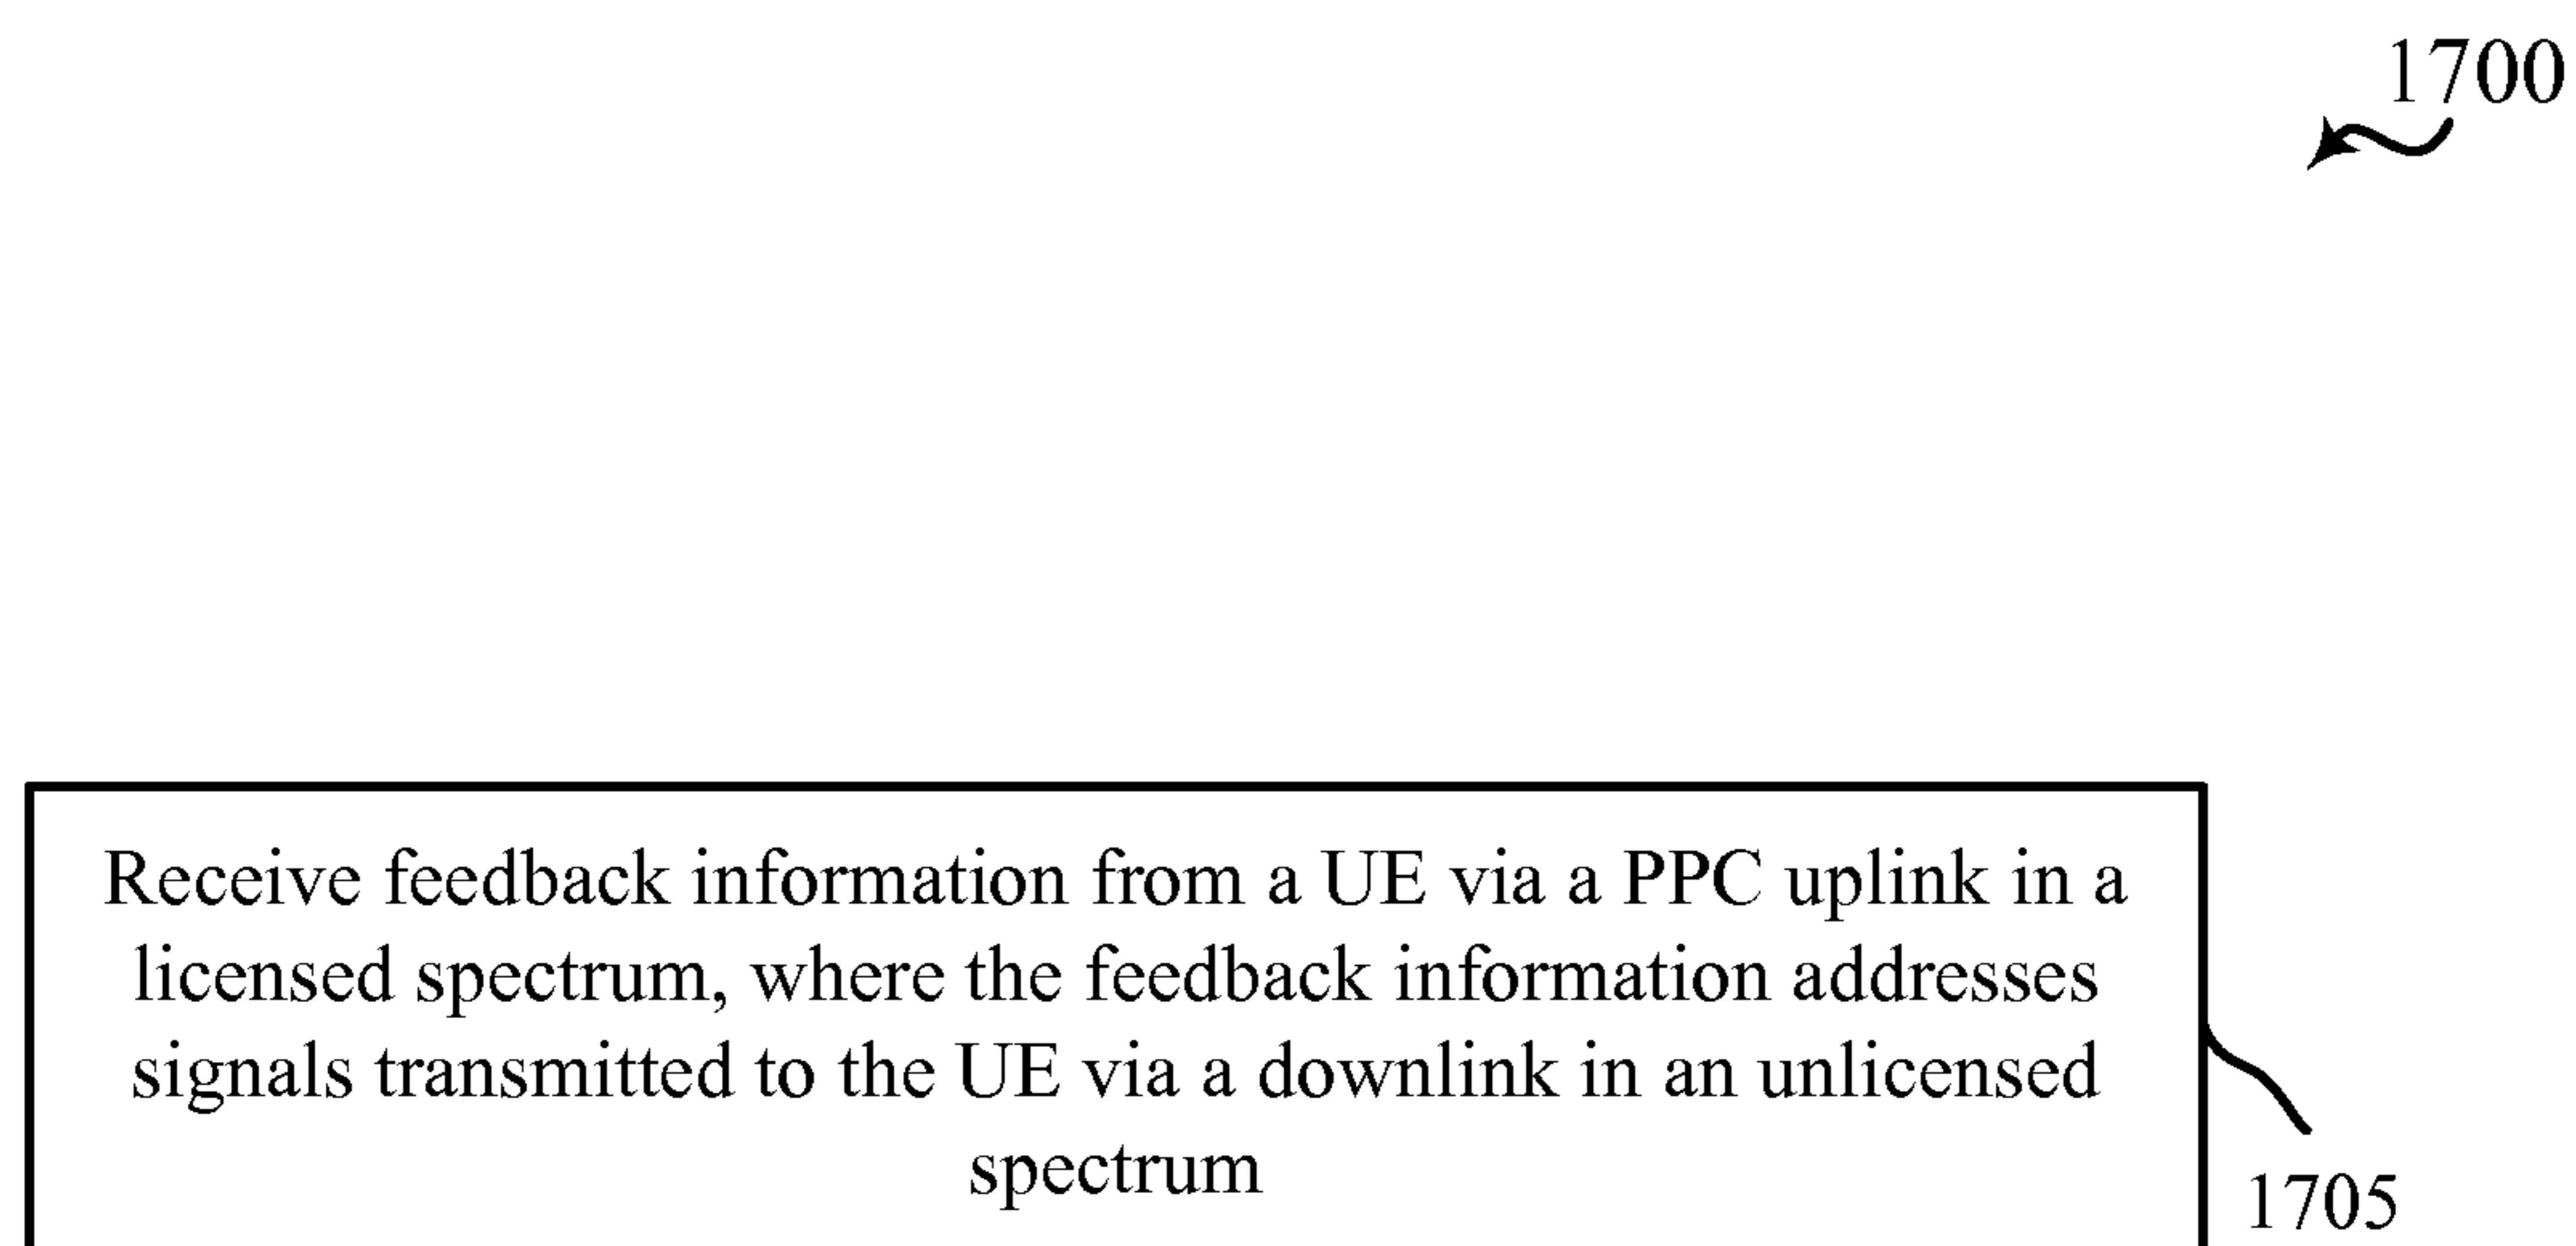 1700
Receive feedback information from a UE via a PPC uplink in a
licensed spectrum, where the feedback information addresses
signals transmitted to the UE via a downlink in an unlicensed
spectrum
1705